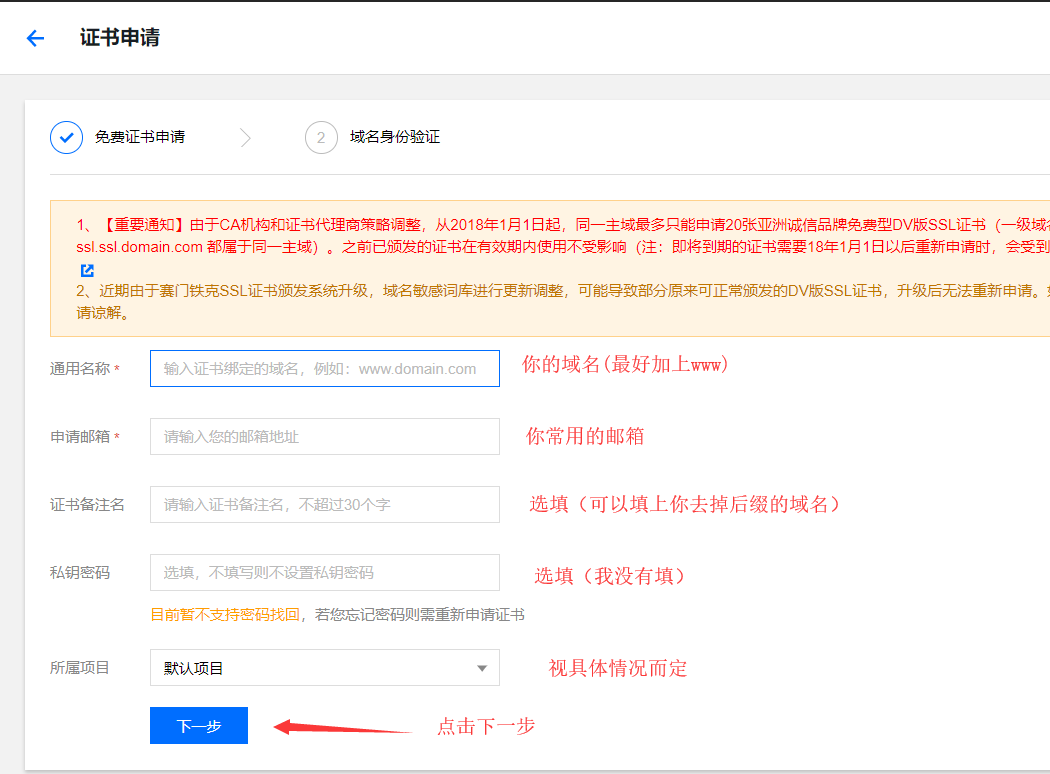 证书申请
免费证书申请
2 域名身份验证
1、【重要通知】由于CA机构和证书代理商策略调整，从2018年1月1日起，同一主域最多只能申请20张亚洲诚信品牌免费型DV版SSL证书（一级域名
ssl.ssl.domain.com 都属于同一主域）。之前已颁发的证书在有效期内使用不受影响（注：即将到期的证书需要18年1月1日以后重新申请时，会受到
2、近期由于赛门铁克SSL证书颁发系统升级，域名敏感词库进行更新调整，可能导致部分原来可正常颁发的DV版SSL证书，升级后无法重新申请。
请谅解。
通用名称 * 输入证书绑定的域名，例如：www.domain.com 你的域名(最好加上www)
申请邮箱 * 请输入您的邮箱地址 你常用的邮箱
证书备注名 请输入证书备注名，不超过30个字 选填（可以填上你去掉后缀的域名）
私钥密码 选填，不填写则不设置私钥密码 选填（我没有填）
目前暂不支持密码找回，若您忘记密码则需重新申请证书
所属项目 默认项目 视具体情况而定
下一步 点击下一步